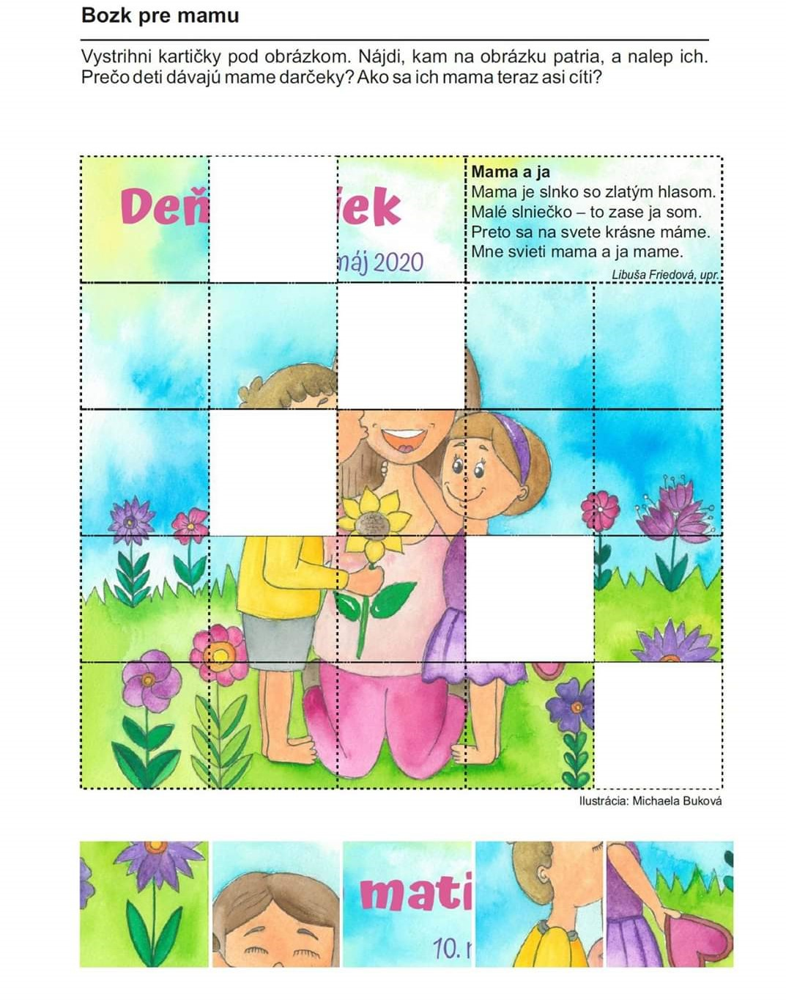 Bozk pre mamu
Vystrihni kartičky pod obrázkom. Nájdi, kam na obrázku patria, a nalep ich.
Prečo deti dávajú mame darčeky? Ako sa ich mama teraz asi cíti?
Deň
iek
máj 2020
Mama a ja
Mama je slnko so zlatým hlasom.
Malé slniečko – to zase ja som.
Preto sa na svete krásne máme.
Mne svieti mama a ja mame.
Libuša Friedová, upr.
Ilustrácia: Michaela Buková
mati
10. r